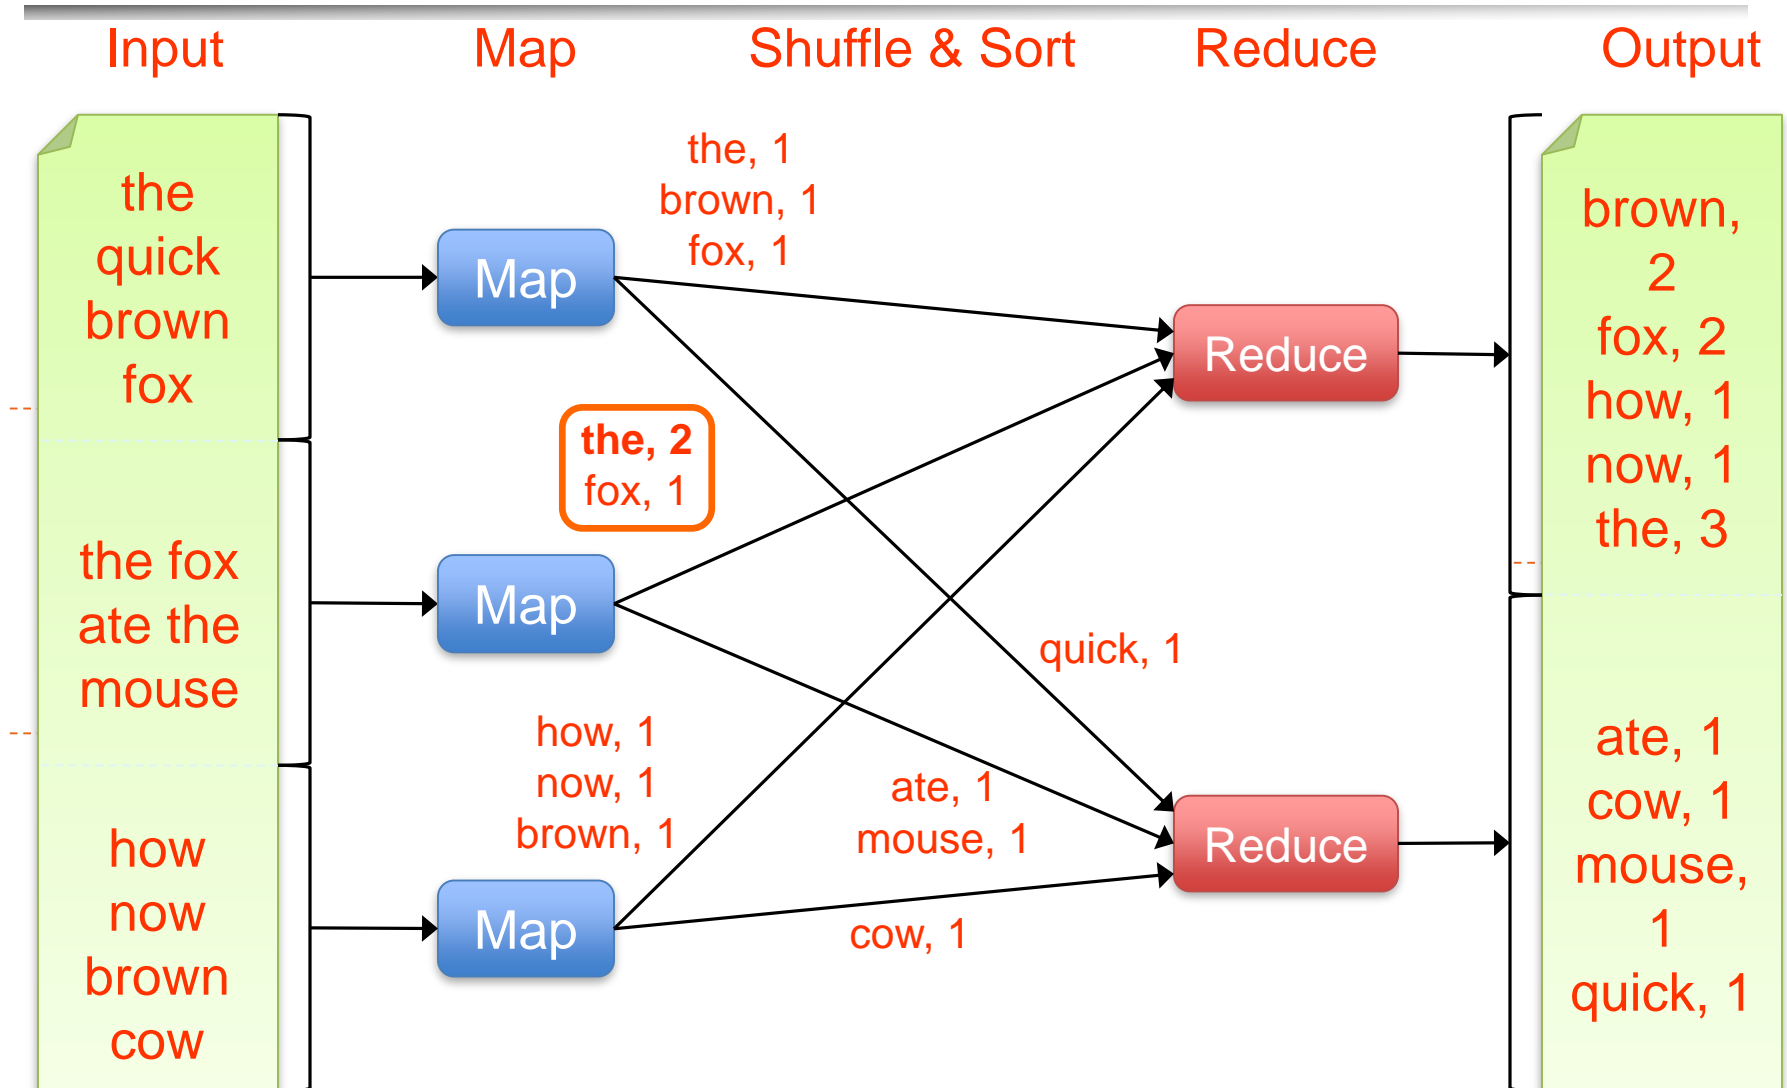 Input
Map
Shuffle & Sort
Reduce
Output
the
quick
brown
fox
the fox
ate the
mouse
how
now
brown
cow
Map
Map
Map
the, 1
brown, 1
fox, 1
the, 2
fox, 1
how, 1
now, 1
brown, 1
quick, 1
ate, 1
mouse, 1
cow, 1
Reduce
Reduce
brown,
2
fox, 2
how, 1
now, 1
the, 3
ate, 1
cow, 1
mouse,
1
quick, 1